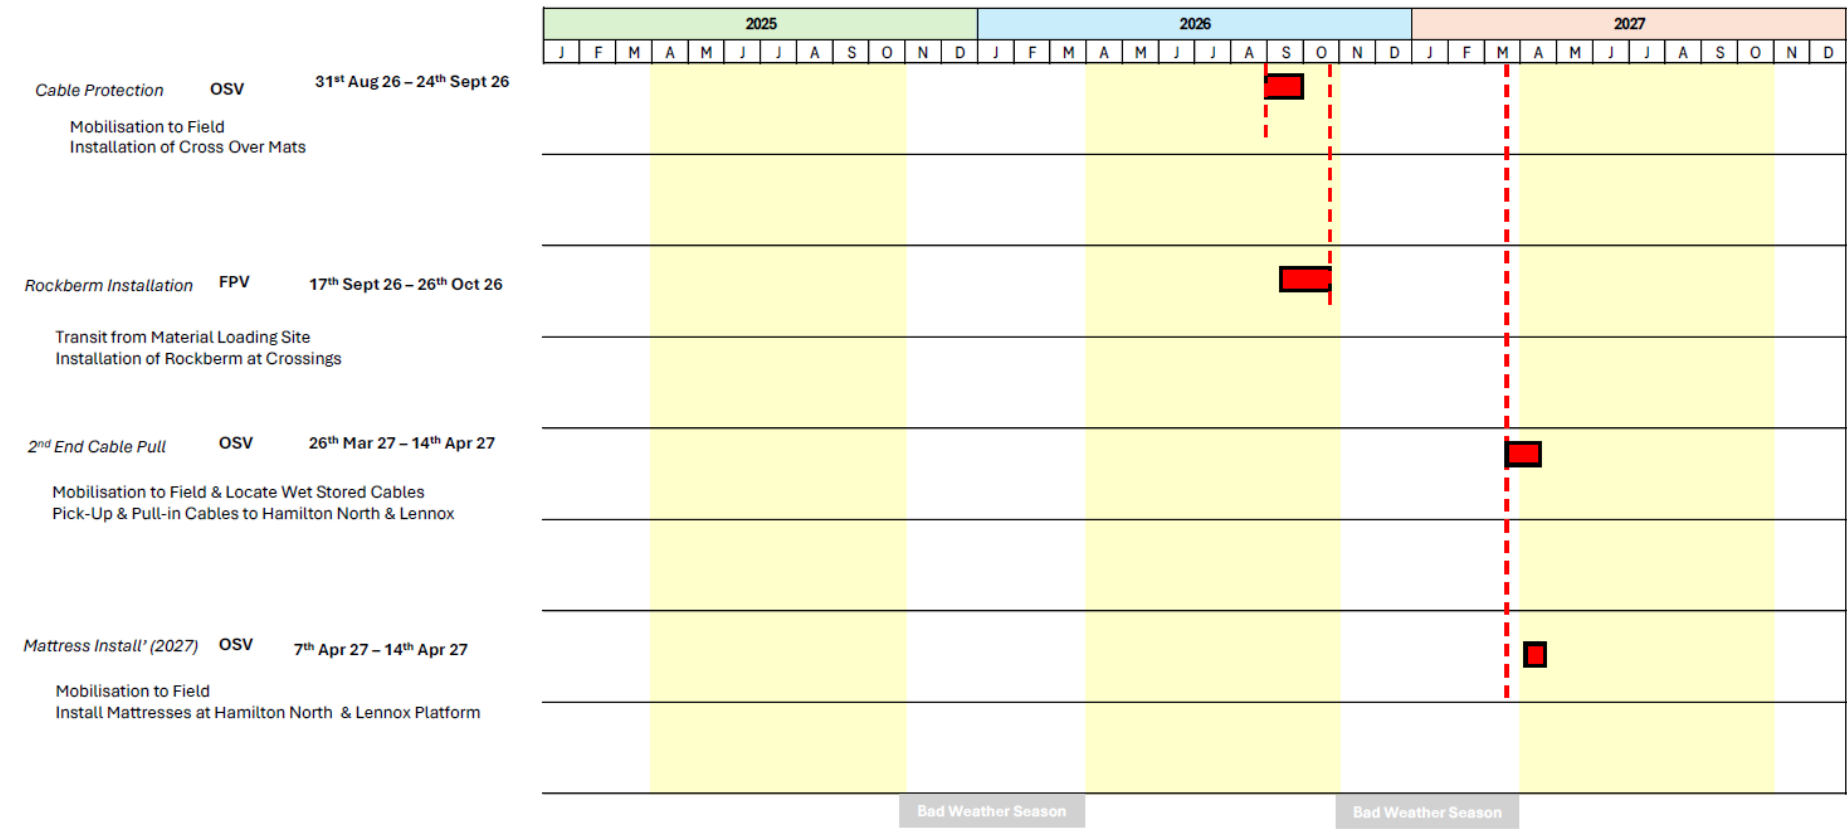 2025 2026 2027
J F M A M J J A S O N D J F M A M J J A S O N D J F M A M J J A S O N D
Cable Protection OSV 31st Aug 26 – 24th Sept 26
Mobilisation to Field
Installation of Cross Over Mats
Rockberm Installation FPV 17th Sept 26 – 26th Oct 26
Transit from Material Loading Site
Installation of Rockberm at Crossings
2nd End Cable Pull OSV 26th Mar 27 – 14th Apr 27
Mobilisation to Field & Locate Wet Stored Cables
Pick-Up & Pull-in Cables to Hamilton North & Lennox
Mattress Install’ (2027) OSV 7th Apr 27 – 14th Apr 27
Mobilisation to Field
Install Mattresses at Hamilton North & Lennox Platform
Bad Weather Season Bad Weather Season